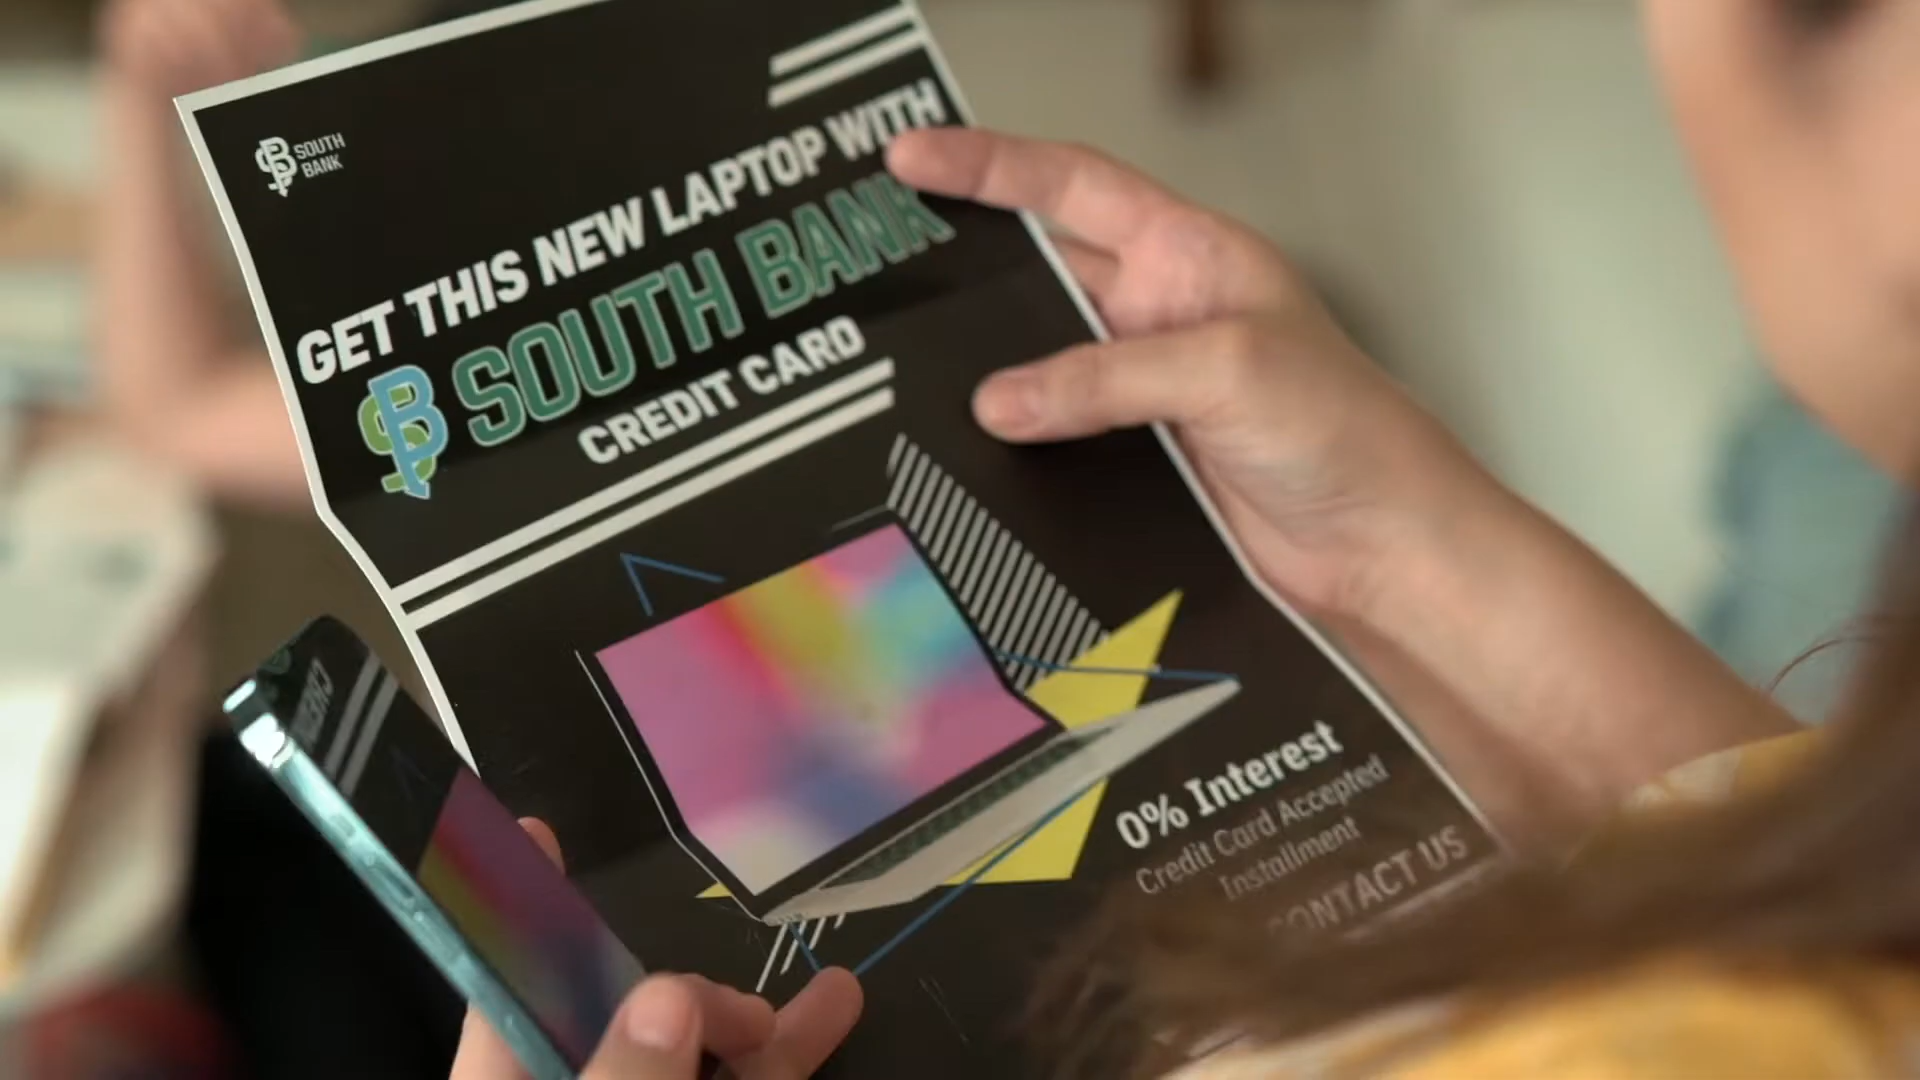 SOUTH
BANK
GET THIS NEW LAPTOP WITH
SOUTH BANK
CREDIT CARD
0% Interest
Credit Card Accepted
Installment
CONTACT US